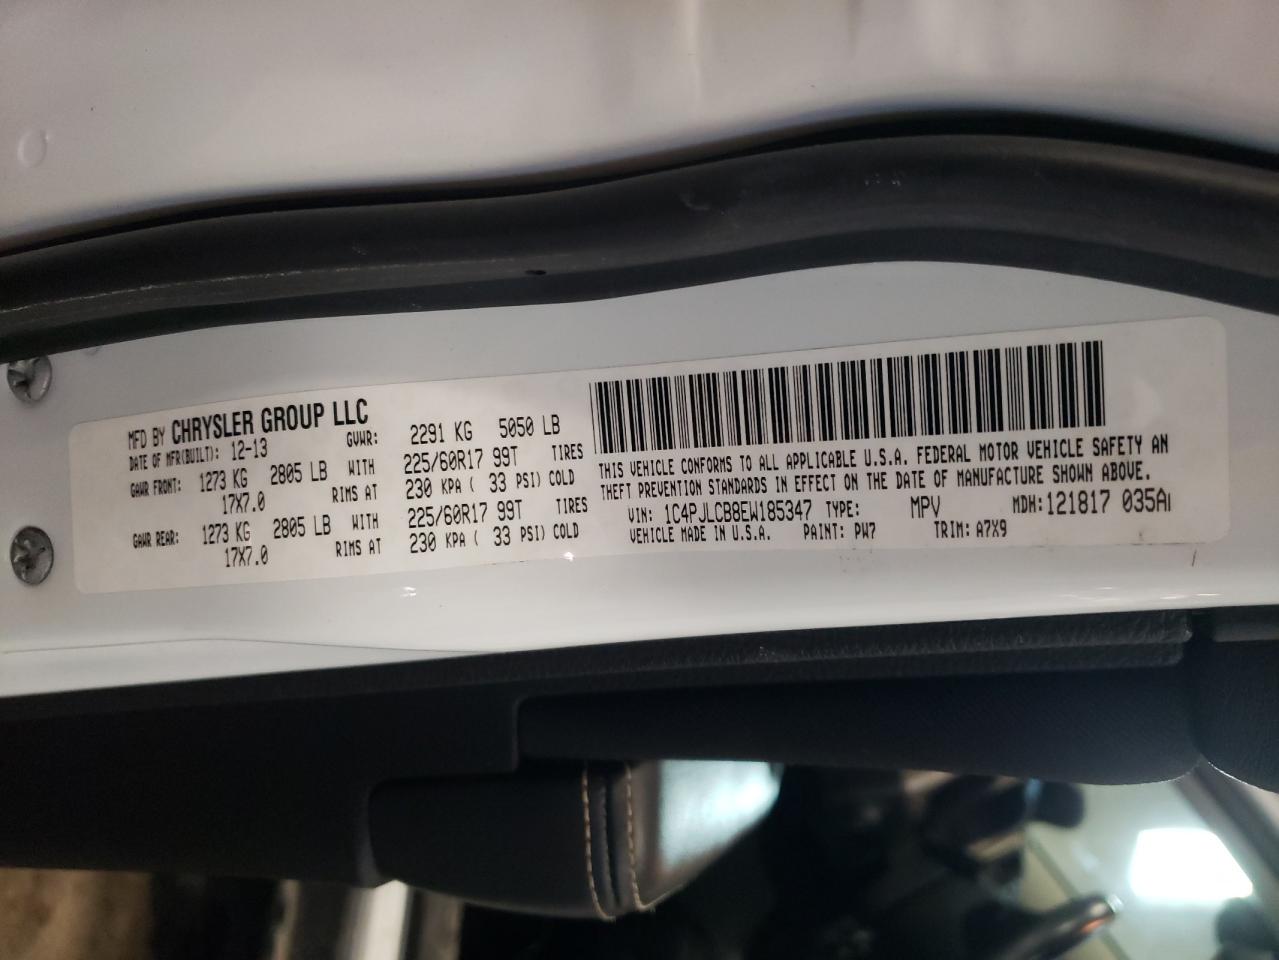 MFD BY CHRYSLER GROUP LLC
DATE OF MFR(BUILT): 12-13 GVWR: 2291 KG 5050 LB
GAWR FRONT: 1273 KG 2805 LB WITH 225/60R17 99T TIRES
17X7.0 RIMS AT 230 KPA ( 33 PSI) COLD
GAWR REAR: 1273 KG 2805 LB WITH 225/60R17 99T TIRES
17X7.0 RIMS AT 230 KPA ( 33 PSI) COLD
THIS VEHICLE CONFORMS TO ALL APPLICABLE U.S.A. FEDERAL MOTOR VEHICLE SAFETY AN
THEFT PREVENTION STANDARDS IN EFFECT ON THE DATE OF MANUFACTURE SHOWN ABOVE.
VIN: 1C4PJLCB8EW185347 TYPE: MPV MDH: 121817 035A
VEHICLE MADE IN U.S.A. PAINT: PW7 TRIM: A7X9